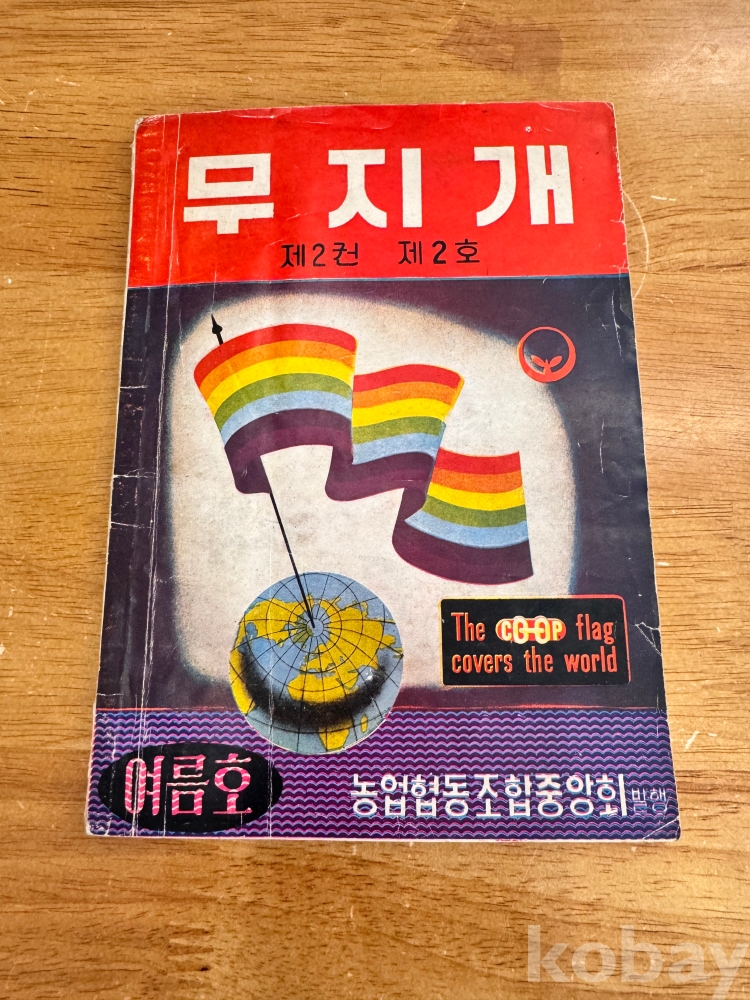 무지개
제2권 제2호
The CO-OP flag
covers the world
여름호
농업협동조합중앙회 발행
kobay